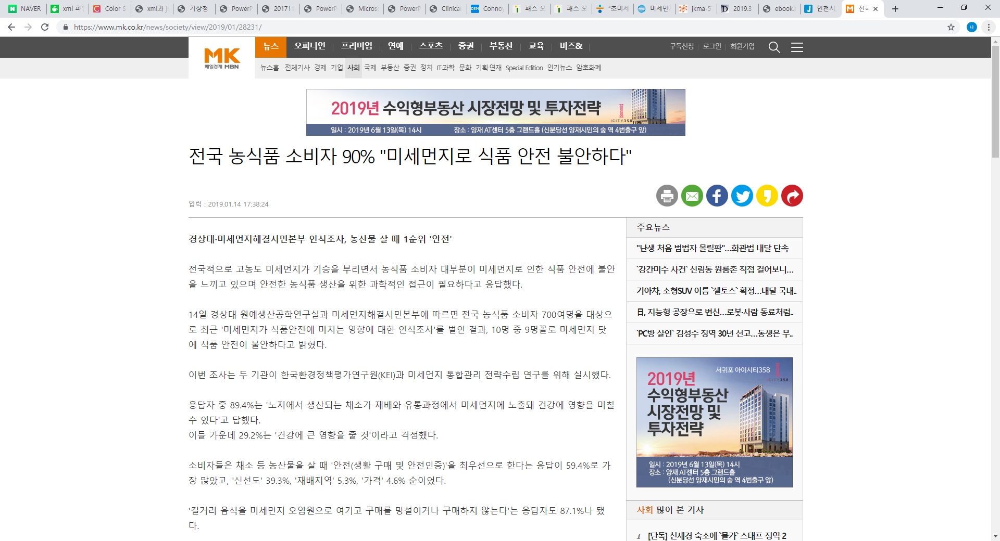 NAVER
xml 파일
Color S
xml과 j
기상청
PowerP
201711
PowerP
Micros
PowerP
Clinical
Conno
패스 오
패스 오
"초미세
미세먼지
jkma-5
2019.3
ebook.
인천시
전국
https://www.mk.co.kr/news/society/view/2019/01/28231/
나
MK
매일경제 MBN
뉴스 오피니언 프리미엄 연예 스포츠 증권 부동산 교육 비즈&
구독신청 로그인 회원가입
뉴스홈 전체기사 경제 기업 사회 국제 부동산 증권 정치 IT·과학 문화 기획·연재 Special Edition 인기뉴스 암호화폐
2019년 수익형부동산 시장전망 및 투자전략
ICITY358
일시 : 2019년 6월 13일(목) 14시 장소 : 양재 AT센터 5층 그랜드홀 (신분당선 양재시민의 숲 역 4번출구 앞)
전국 농식품 소비자 90% "미세먼지로 식품 안전 불안하다"
입력 : 2019.01.14 17:38:24
경상대·미세먼지해결시민본부 인식조사, 농산물 살 때 1순위 '안전'
전국적으로 고농도 미세먼지가 기승을 부리면서 농식품 소비자 대부분이 미세먼지로 인한 식품 안전에 불안
을 느끼고 있으며 안전한 농식품 생산을 위한 과학적인 접근이 필요하다고 응답했다.
14일 경상대 원예생산공학연구실과 미세먼지해결시민본부에 따르면 전국 농식품 소비자 700여명을 대상으
로 최근 '미세먼지가 식품안전에 미치는 영향에 대한 인식조사'를 벌인 결과, 10명 중 9명꼴로 미세먼지 탓
에 식품 안전이 불안하다고 밝혔다.
이번 조사는 두 기관이 한국환경정책평가연구원(KEI)과 미세먼지 통합관리 전략수립 연구를 위해 실시했다.
응답자 중 89.4%는 '노지에서 생산되는 채소가 재배와 유통과정에서 미세먼지에 노출돼 건강에 영향을 미칠
수 있다'고 답했다.
이들 가운데 29.2%는 '건강에 큰 영향을 줄 것'이라고 걱정했다.
소비자들은 채소 등 농산물을 살 때 '안전(생활 구매 및 안전인증)'을 최우선으로 한다는 응답이 59.4%로 가
장 많았고, '신선도' 39.3%, '재배지역' 5.3%, '가격' 4.6% 순이었다.
'길거리 음식을 미세먼지 오염원으로 여기고 구매를 망설이거나 구매하지 않는다'는 응답자도 87.1%나 됐
다.
주요뉴스
"난생 처음 범법자 몰릴판"...화관법 내달 단속
`강간미수 사건` 신림동 원룸촌 직접 걸어보니...
기아차, 소형SUV 이름 `셀토스` 확정...내달 국내..
日, 지능형 공장으로 변신...로봇·사람 동료처럼..
`PC방 살인` 김성수 징역 30년 선고...동생은 무..
서귀포 아이시티358
ICITY358
2019년
수익형부동산
시장전망 및
투자전략
일시 : 2019년 6월 13일(목) 14시
장소 : 양재 AT센터 5층 그랜드홀
(신분당선 양재시민의 숲 역 4번출구 앞)
사회 많이 본 기사
1 [단독] 신세경 숙소에 `몰카` 스태프 징역 2